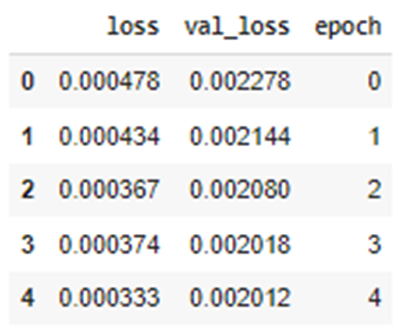 loss val_loss epoch
0 0.000478 0.002278 0
1 0.000434 0.002144 1
2 0.000367 0.002080 2
3 0.000374 0.002018 3
4 0.000333 0.002012 4